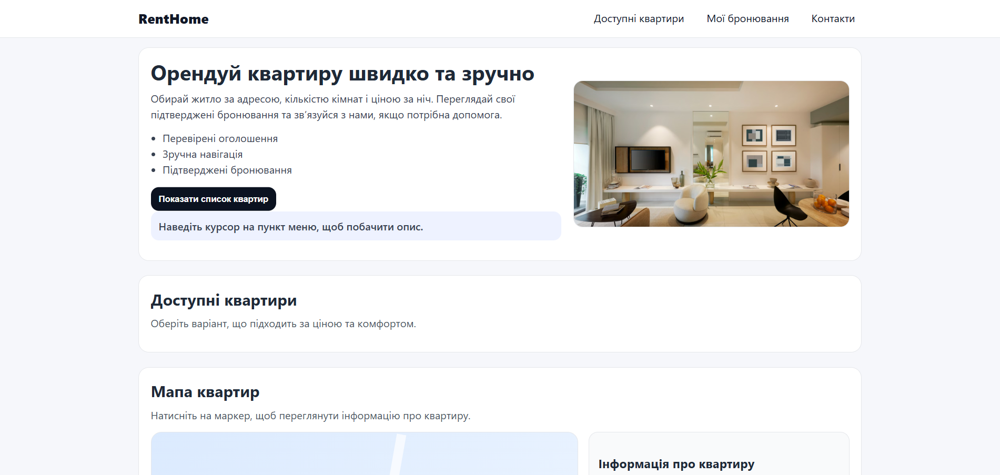 RentHome
Доступні квартири
Мої бронювання
Контакти
Орендуй квартиру швидко та зручно
Обирай житло за адресою, кількістю кімнат і ціною за ніч. Переглядай свої
підтверджені бронювання та зв’язуйся з нами, якщо потрібна допомога.
Перевірені оголошення
Зручна навігація
Підтверджені бронювання
Показати список квартир
Наведіть курсор на пункт меню, щоб побачити опис.
Доступні квартири
Оберіть варіант, що підходить за ціною та комфортом.
Мапа квартир
Натисніть на маркер, щоб переглянути інформацію про квартиру.
Інформація про квартиру